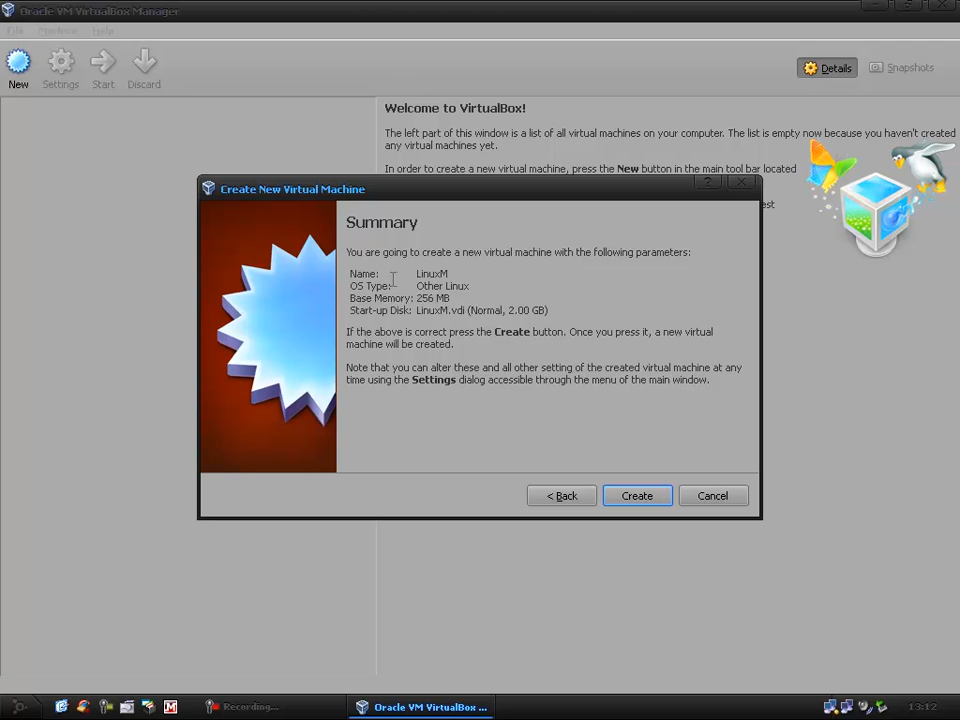 Oracle VM VirtualBox Manager
File Machine Help
New Settings Start Discard
Details Snapshots
Welcome to VirtualBox!
The left part of this window is a list of all virtual machines on your computer. The list is empty now because you haven't created
any virtual machines yet.
In order to create a new virtual machine, press the New button in the main tool bar located
Create New Virtual Machine
?
Summary
You are going to create a new virtual machine with the following parameters:
Name: LinuxM
OS Type: Other Linux
Base Memory: 256 MB
Start-up Disk: LinuxM.vdi (Normal, 2.00 GB)
If the above is correct press the Create button. Once you press it, a new virtual
machine will be created.
Note that you can alter these and all other setting of the created virtual machine at any
time using the Settings dialog accessible through the menu of the main window.
< Back Create Cancel
Recording... Oracle VM VirtualBox ... 13:12